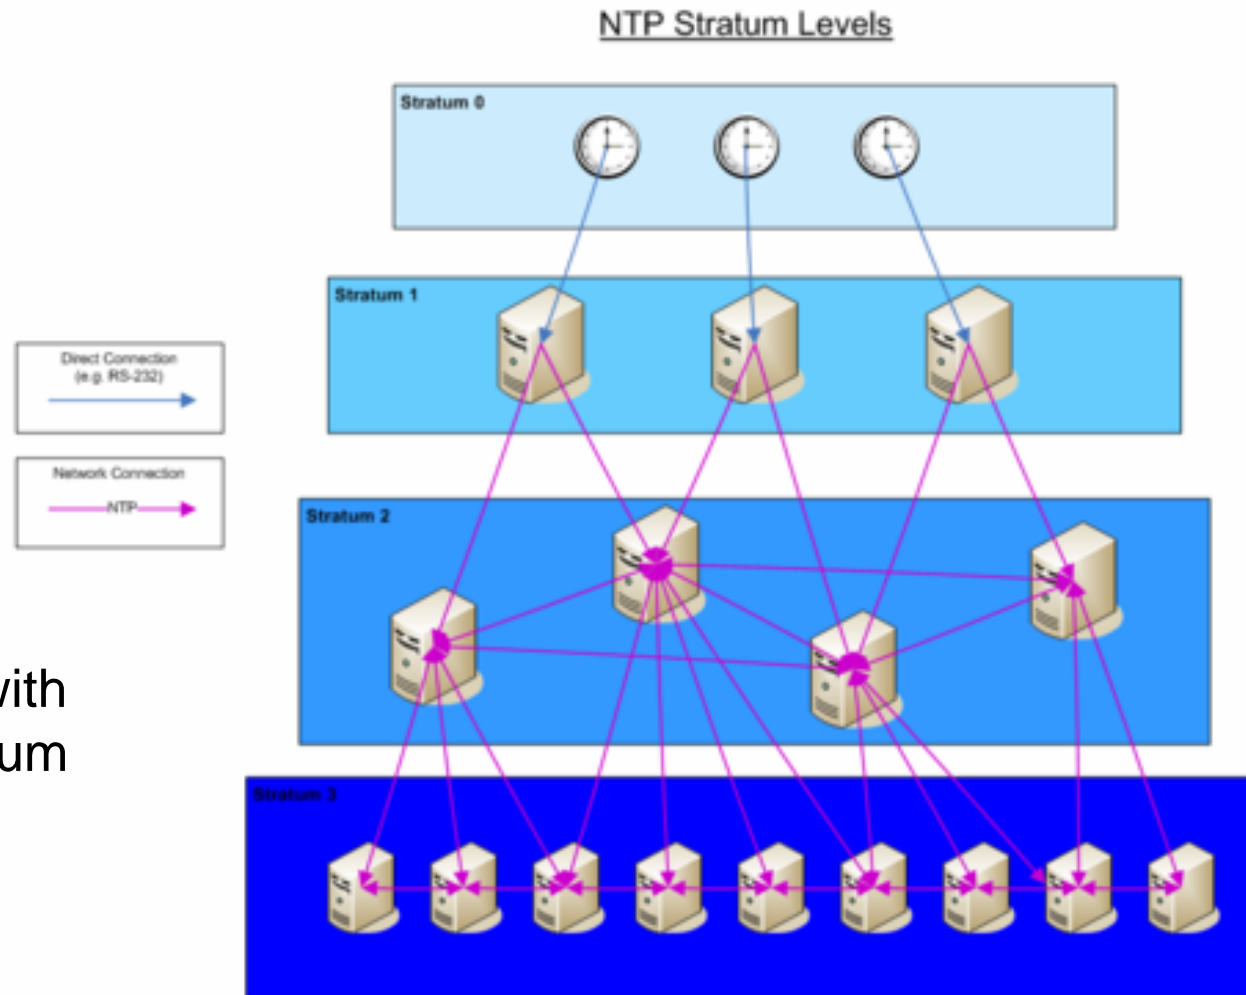 NTP Stratum Levels
Stratum 0
Stratum 1
Direct Connection
(e.g. RS-232)
Network Connection
NTP
Stratum 2
with
um
Stratum 3